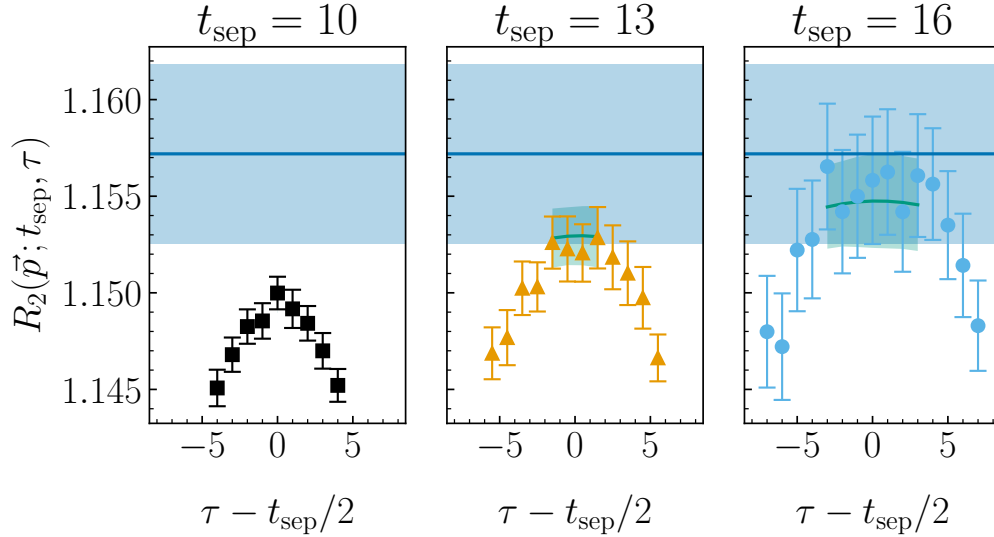 t_sep = 10
t_sep = 13
t_sep = 16
R_2(\vec{p}; t_sep, τ)
1.160
1.155
1.150
1.145
−5 0 5
−5 0 5
−5 0 5
τ − t_sep/2
τ − t_sep/2
τ − t_sep/2